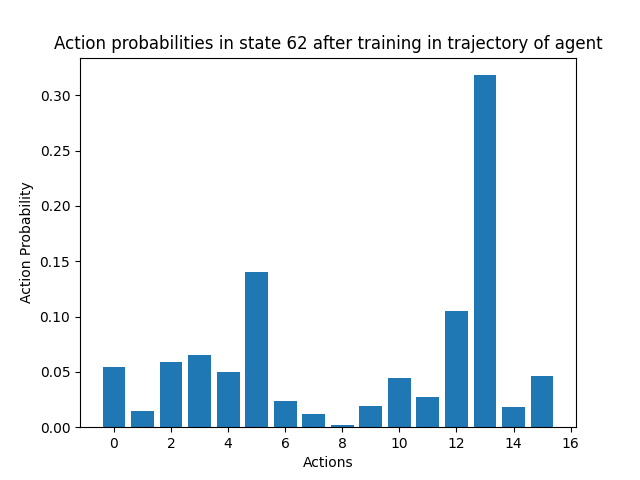 Action probabilities in state 62 after training in trajectory of agent
0.30
0.25
0.20
0.15
0.10
0.05
0.00
Action Probability
0 2 4 6 8 10 12 14 16
Actions